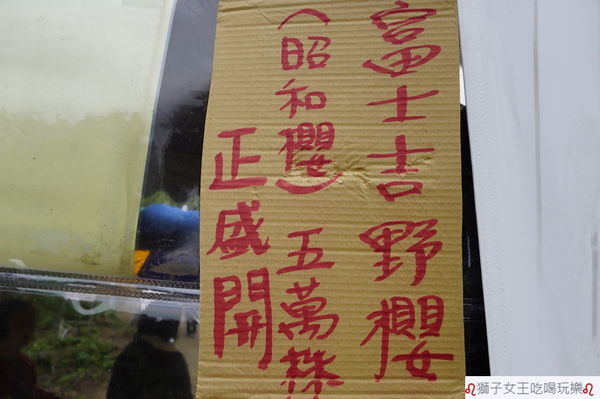 富士吉野櫻
(昭和櫻)五萬株
正盛開
♌獅子女王吃喝玩樂♌